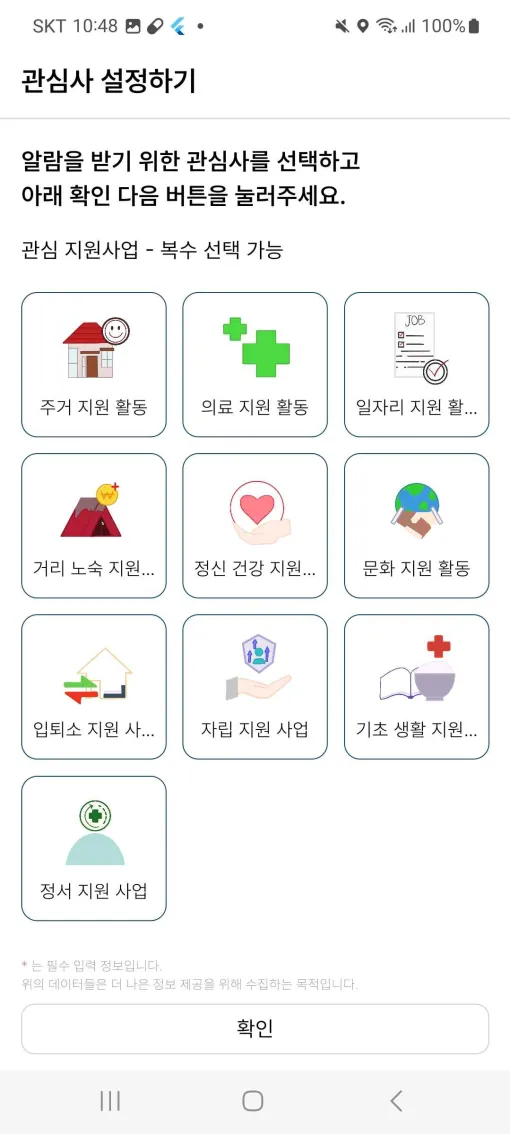 SKT 10:48
100%
관심사 설정하기
알람을 받기 위한 관심사를 선택하고
아래 확인 다음 버튼을 눌러주세요.
관심 지원사업 - 복수 선택 가능
JOB
주거 지원 활동
의료 지원 활동
일자리 지원 활...
거리 노숙 지원...
정신 건강 지원...
문화 지원 활동
입퇴소 지원 사...
자립 지원 사업
기초 생활 지원...
정서 지원 사업
* 는 필수 입력 정보입니다.
위의 데이터들은 더 나은 정보 제공을 위해 수집하는 목적입니다.
확인